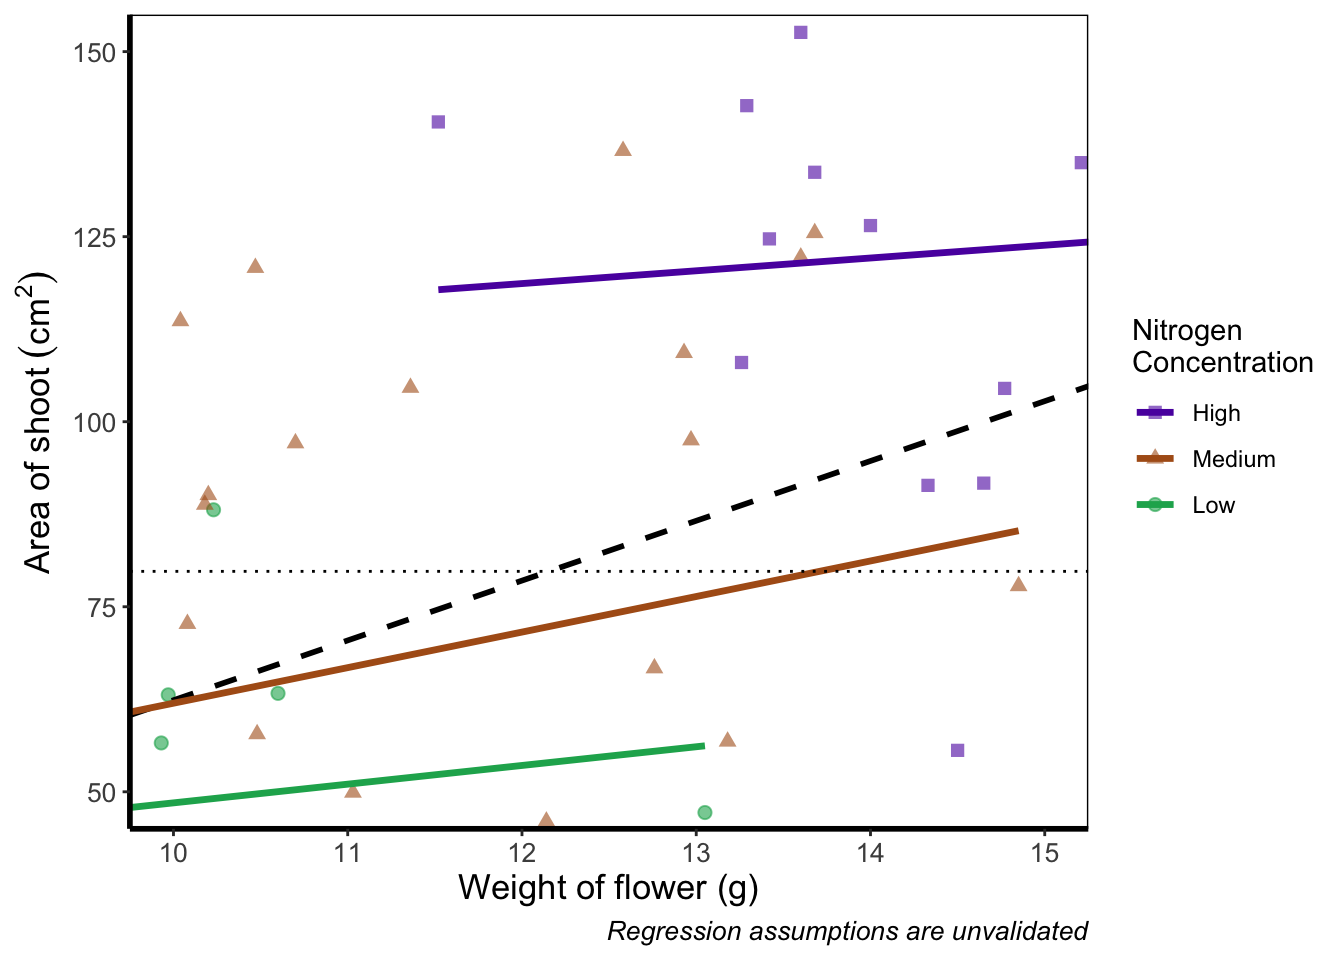 150
125
100
75
50
Area of shoot (cm²)
10 11 12 13 14 15
Weight of flower (g)
Regression assumptions are unvalidated
Nitrogen
Concentration
High
Medium
Low